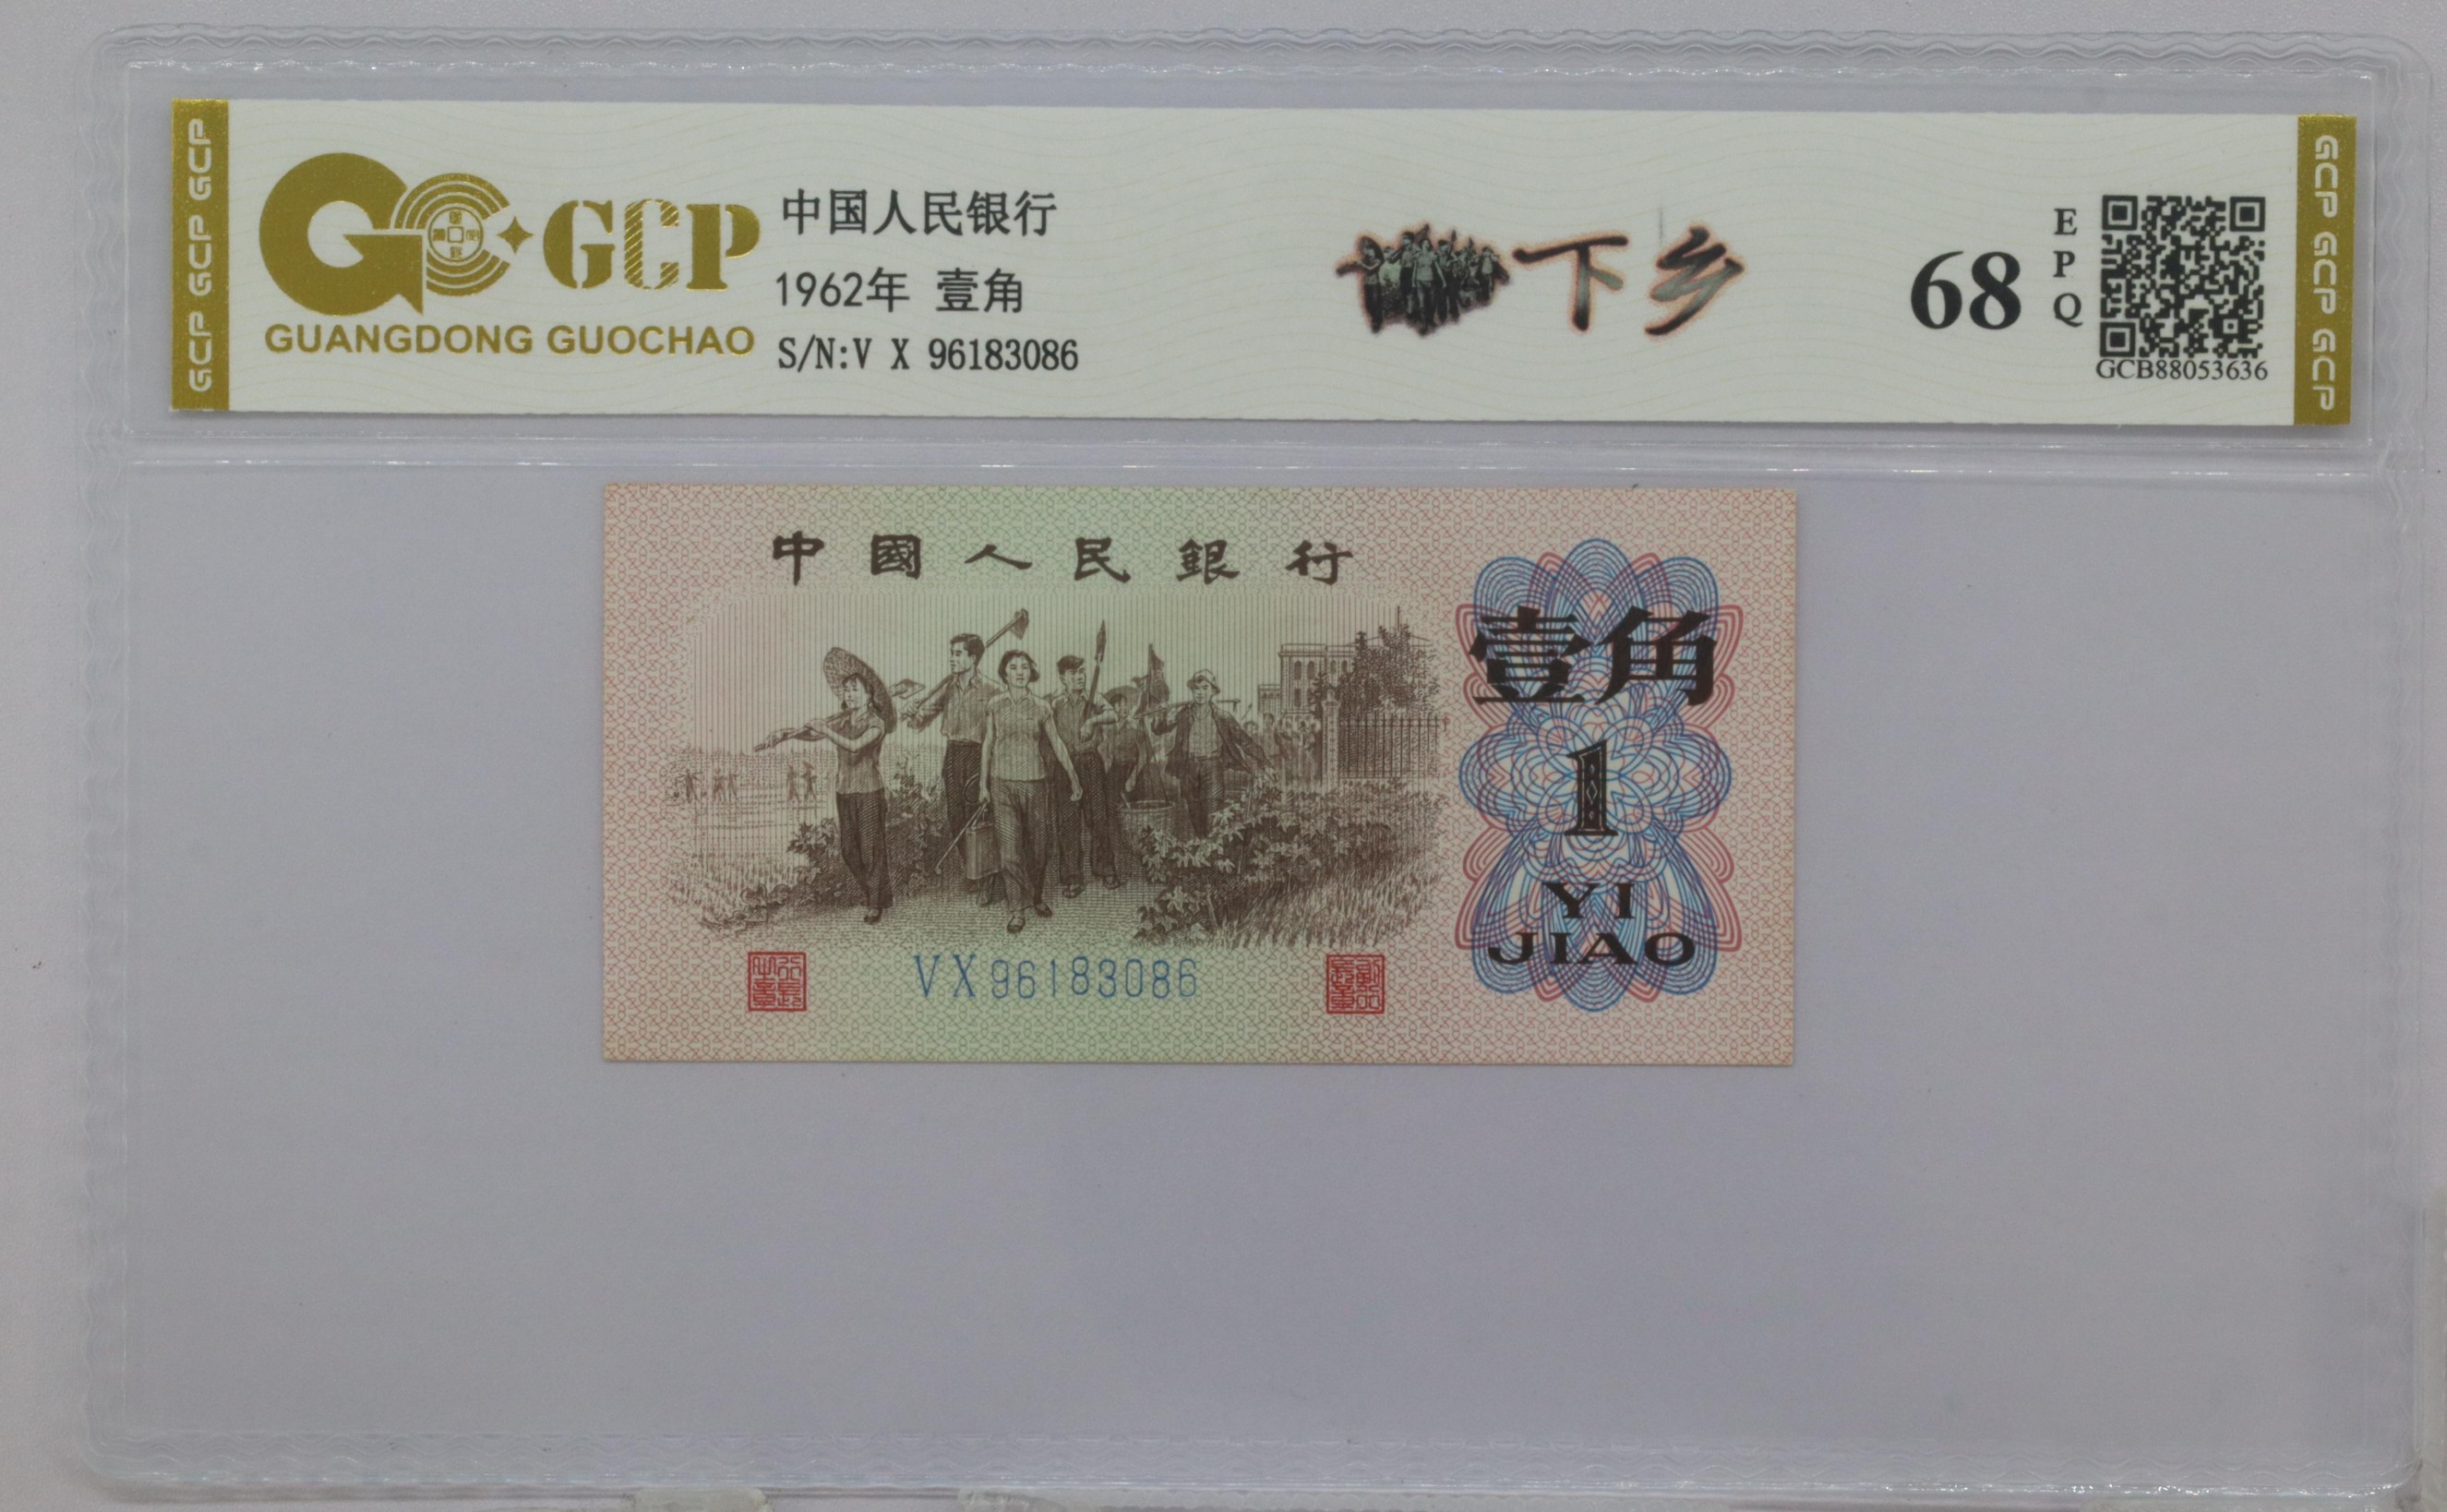 GCP GCP GCP
GCP
GUANGDONG GUOCHAO
中国人民银行
1962年 壹角
S/N:V X 96183086
下乡
68
E
P
Q
GCB88053636
GCP GCP GCP
中國人民銀行
壹角
1
YI
JIAO
VX96183086